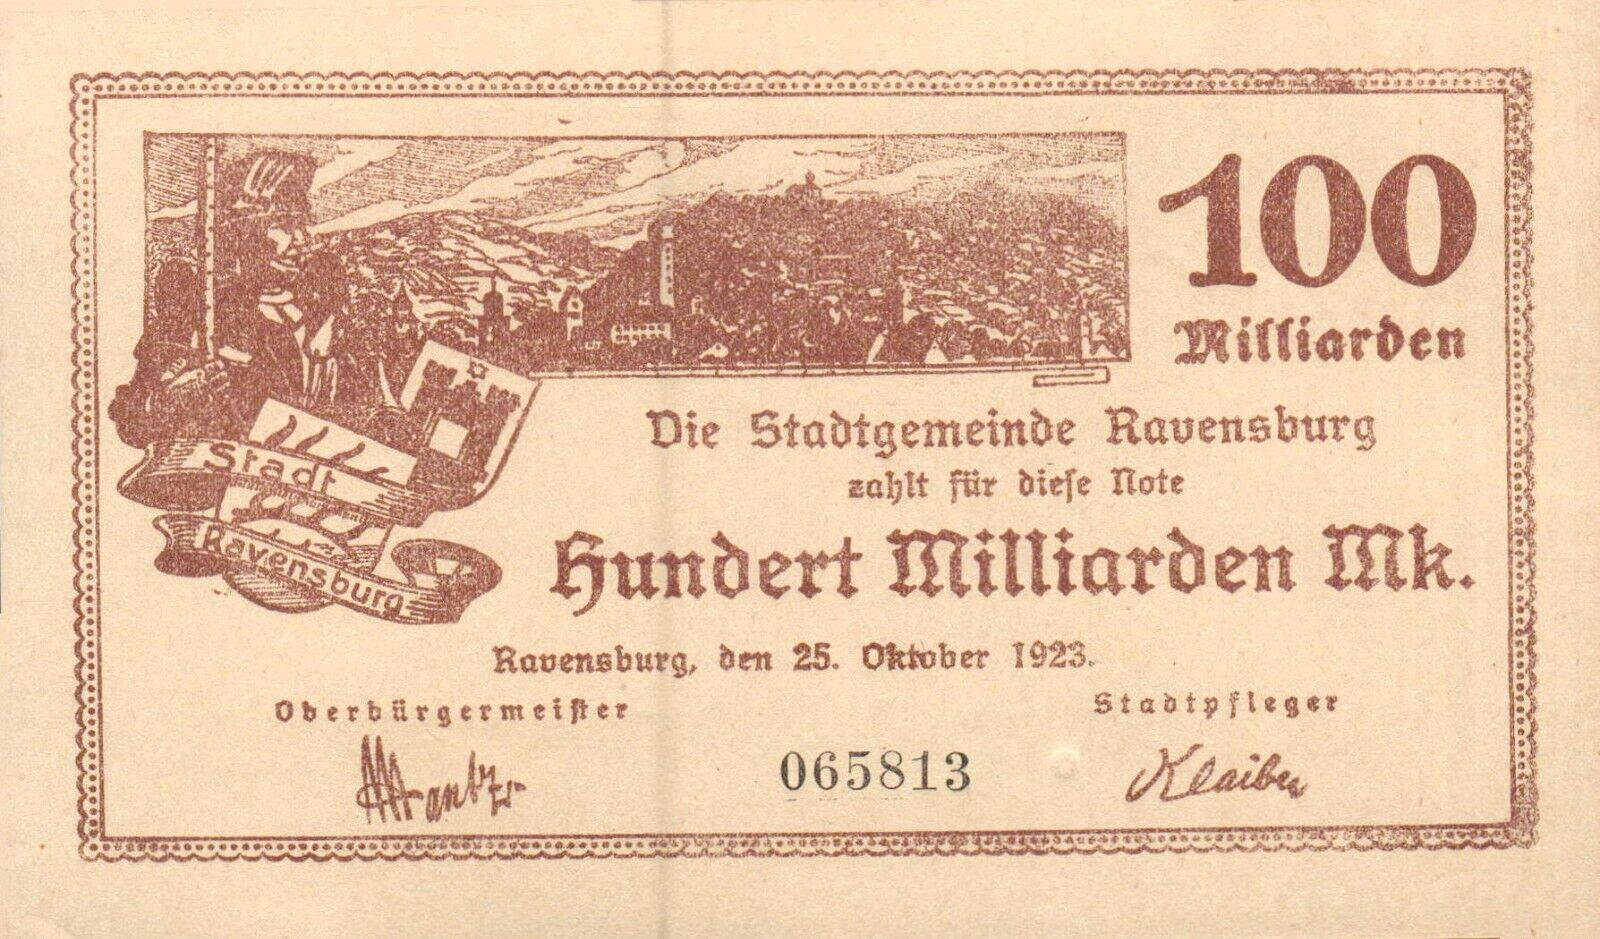 100
Milliarden
Die Stadtgemeinde Ravensburg
zahlt für diese Note
Hundert Milliarden Mk.
Stadt
Ravensburg
Ravensburg, den 25. Oktober 1923.
Oberbürgermeister
Stadtpfleger
065813
Klaiber